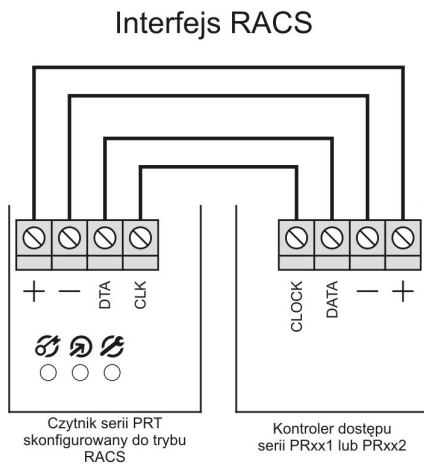 Interfejs RACS
+ — DTA CLK
CLOCK DATA — +
Czytnik serii PRT
skonfigurowany do trybu
RACS
Kontroler dostępu
serii PRxx1 lub PRxx2